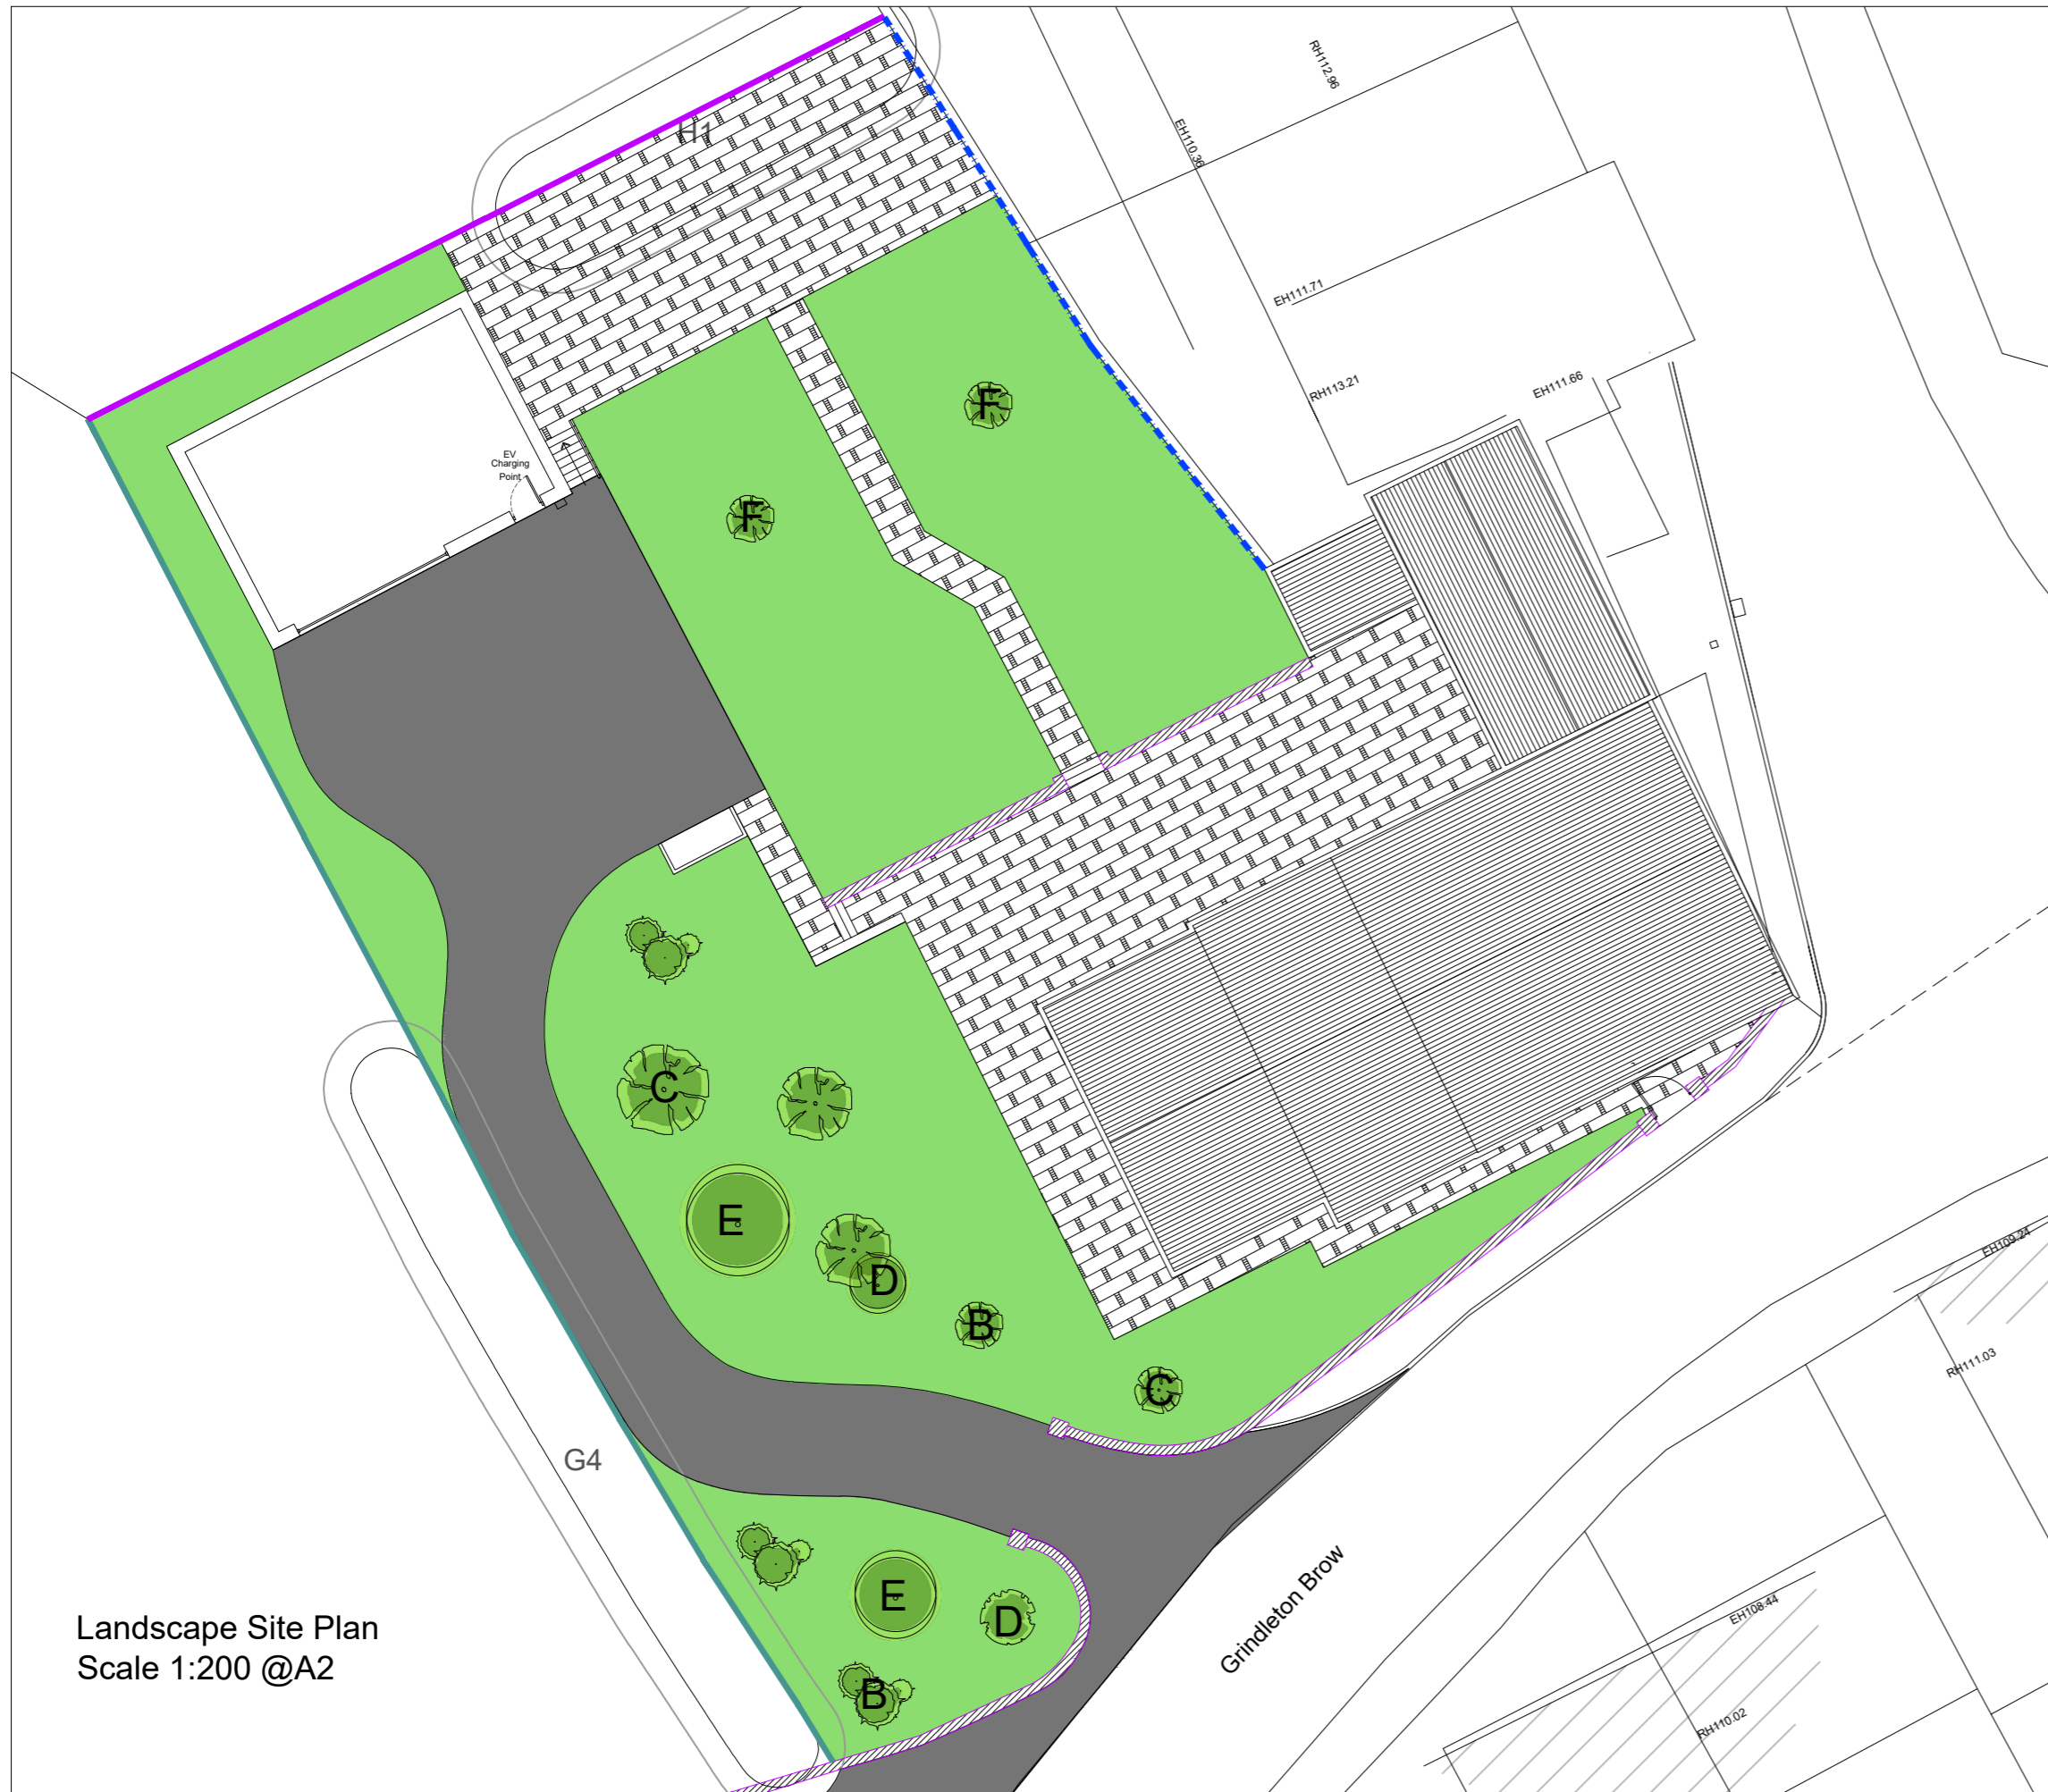 RH112.96
H1
EH110.36
EH111.71
RH113.21
EH111.66
F
EV
Charging
Point
F
C
E
D
B
C
EH109.24
RH111.03
G4
E
D
B
Grindleton Brow
EH108.44
RH110.02
Landscape Site Plan
Scale 1:200 @A2